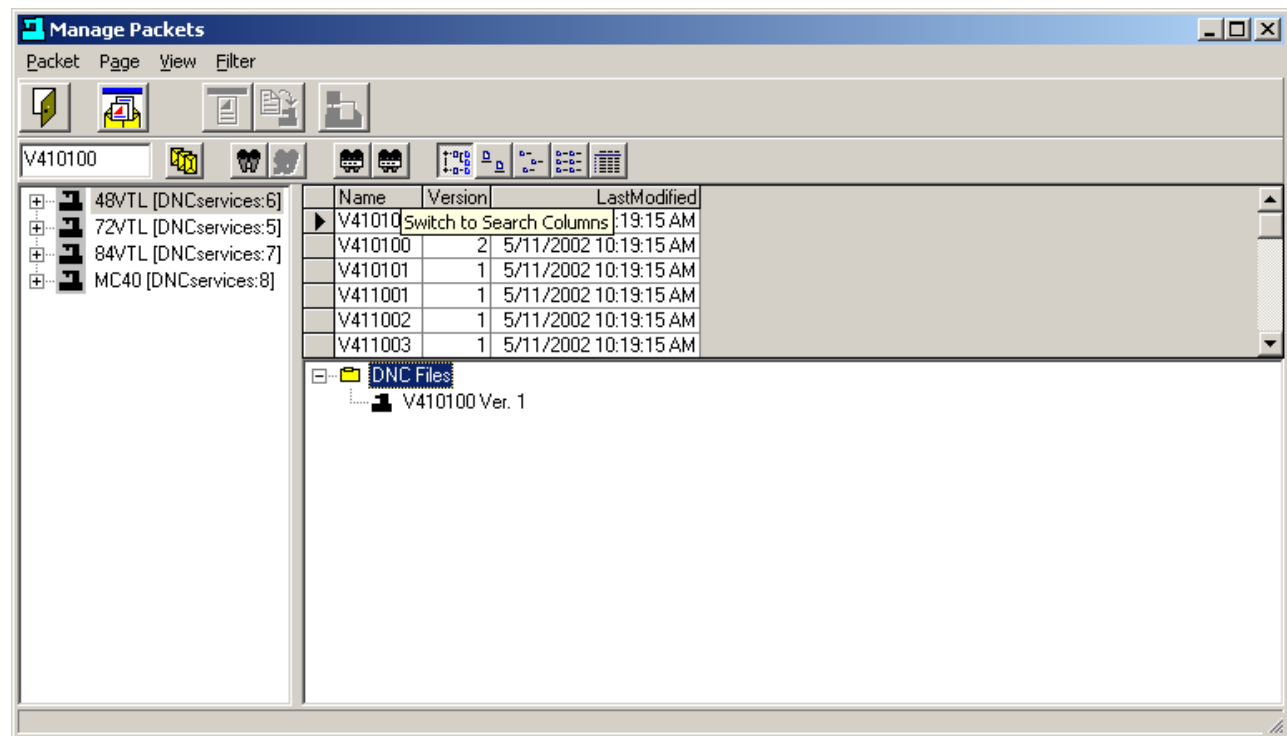 Manage Packets
Packet Page View Filter
V410100
48VTL [DNCservices:6]
72VTL [DNCservices:5]
84VTL [DNCservices:7]
MC40 [DNCservices:8]
Name Version LastModified
V41010 Switch to Search Columns :19:15 AM
V410100 2 5/11/2002 10:19:15 AM
V410101 1 5/11/2002 10:19:15 AM
V411001 1 5/11/2002 10:19:15 AM
V411002 1 5/11/2002 10:19:15 AM
V411003 1 5/11/2002 10:19:15 AM
DNC Files
V410100 Ver. 1